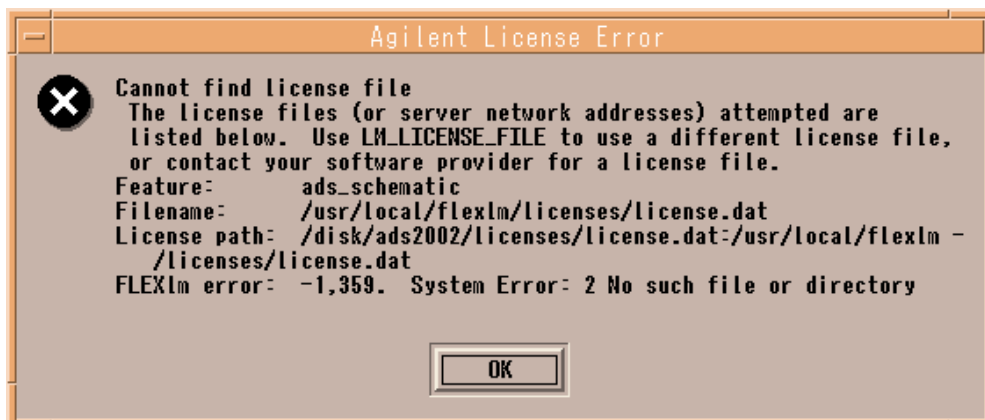 Agilent License Error
Cannot find license file
The license files (or server network addresses) attempted are
listed below.  Use LM_LICENSE_FILE to use a different license file,
or contact your software provider for a license file.
Feature:       ads_schematic
Filename:      /usr/local/flexlm/licenses/license.dat
License path:  /disk/ads2002/licenses/license.dat:/usr/local/flexlm -
/licenses/license.dat
FLEXlm error:  -1,359.  System Error: 2 No such file or directory
OK